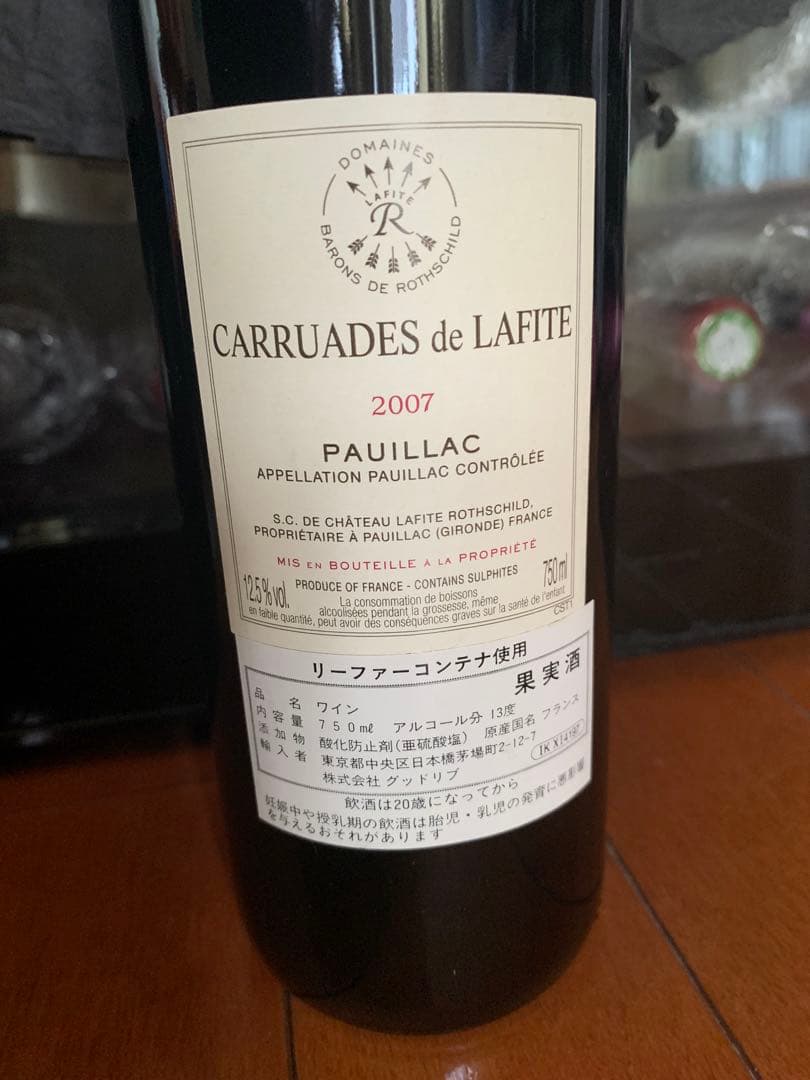 DOMAINES
LAFITE
R
BARONS DE ROTHSCHILD
CARRUADES de LAFITE
2007
PAUILLAC
APPELLATION PAUILLAC CONTRÔLÉE
S.C. DE CHÂTEAU LAFITE ROTHSCHILD,
PROPRIÉTAIRE À PAUILLAC (GIRONDE) FRANCE
MIS EN BOUTEILLE À LA PROPRIÉTÉ
12.5% vol. PRODUCE OF FRANCE - CONTAINS SULPHITES 750 ml
La consommation de boissons
alcoolisées pendant la grossesse, même
en faible quantité, peut avoir des conséquences graves sur la santé de l'enfant
CST1
リーファーコンテナ使用
果実酒
品名 ワイン
内容量 750㎖ アルコール分 13度
添加物 酸化防止剤(亜硫酸塩) 原産国名 フランス
輸入者 東京都中央区日本橋茅場町2-12-7
株式会社 グッドリブ
飲酒は20歳になってから
妊娠中や授乳期の飲酒は胎児・乳児の発育に悪影響
を与えるおそれがあります